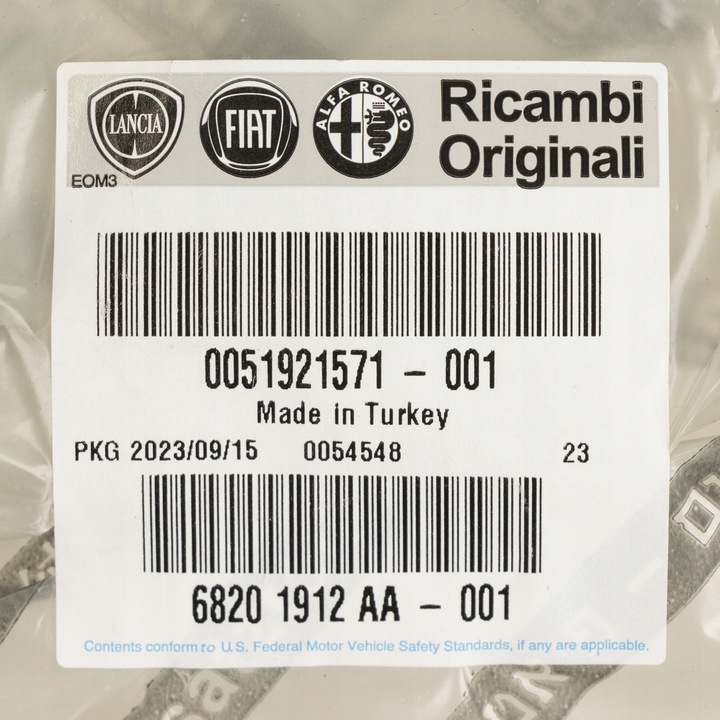 LANCIA
FIAT
ALFA ROMEO
Ricambi
Originali
EOM3
0051921571 - 001
Made in Turkey
PKG 2023/09/15 0054548 23
6820 1912 AA - 001
Contents conform to U.S. Federal Motor Vehicle Safety Standards, if any are applicable.